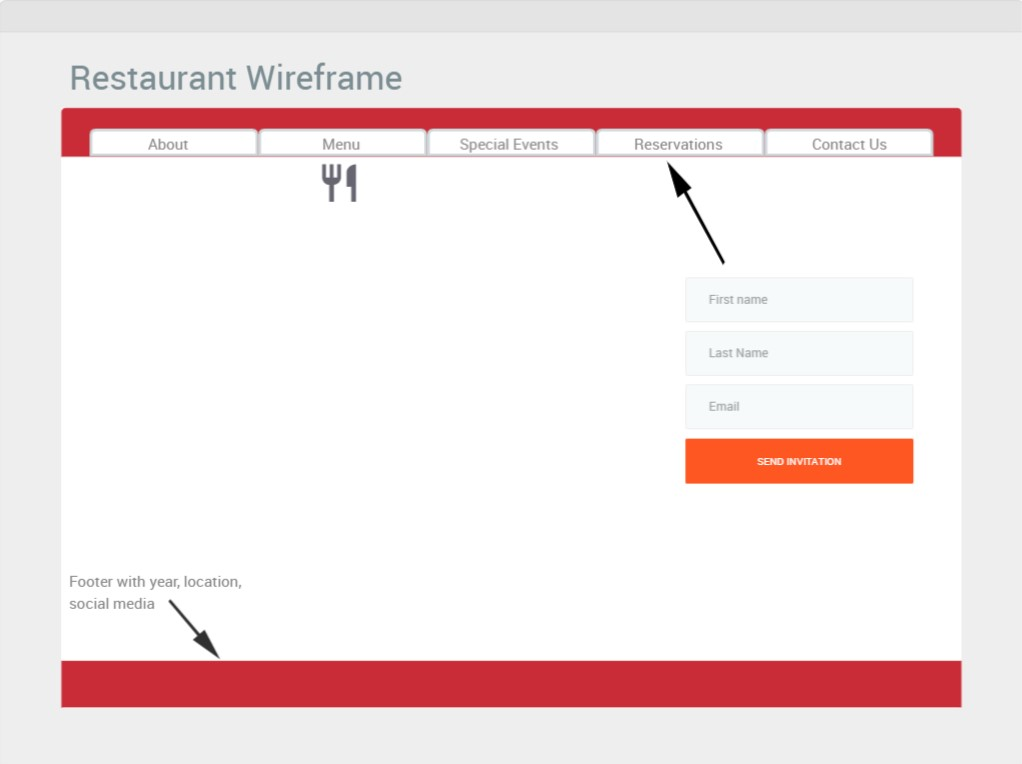 Restaurant Wireframe
About
Menu
Special Events
Reservations
Contact Us
First name
Last Name
Email
SEND INVITATION
Footer with year, location,
social media